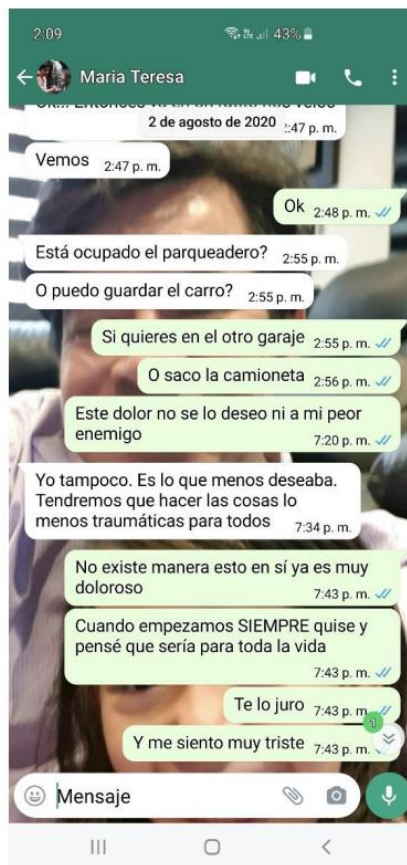 2:09 43%
Maria Teresa
2 de agosto de 2020
:47 p. m.
Vemos 2:47 p. m.
Ok 2:48 p. m.
Está ocupado el parqueadero? 2:55 p. m.
O puedo guardar el carro? 2:55 p. m.
Si quieres en el otro garaje 2:55 p. m.
O saco la camioneta 2:56 p. m.
Este dolor no se lo deseo ni a mi peor
enemigo 7:20 p. m.
Yo tampoco. Es lo que menos deseaba.
Tendremos que hacer las cosas lo
menos traumáticas para todos 7:34 p. m.
No existe manera esto en sí ya es muy
doloroso 7:43 p. m.
Cuando empezamos SIEMPRE quise y
pensé que sería para toda la vida
7:43 p. m.
Te lo juro 7:43 p. m.
1
Y me siento muy triste 7:43 p. m.
Mensaje